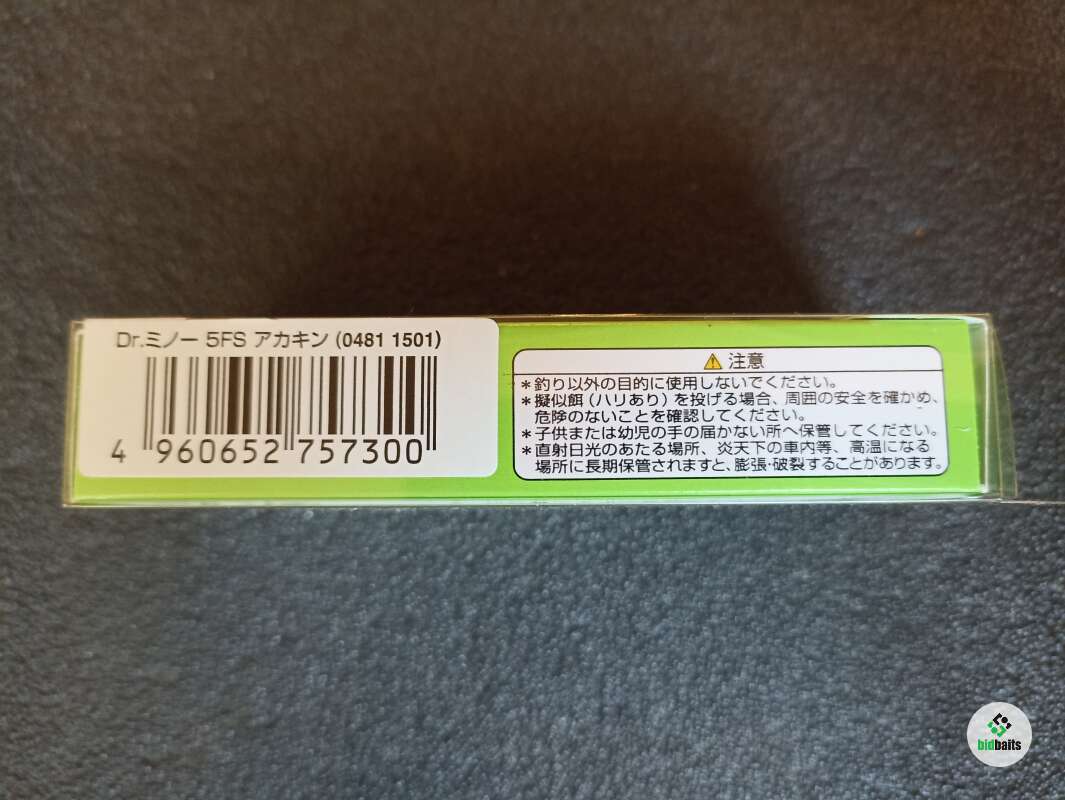 Dr.ミノー 5FS アカキン (0481 1501)
4 960652 757300
注意
*釣り以外の目的に使用しないでください。
*擬似餌(ハリあり)を投げる場合、周囲の安全を確かめ、
危険のないことを確認してください。
*子供または幼児の手の届かない所へ保管してください。
*直射日光のあたる場所、炎天下の車内等、高温になる
場所に長期保管されますと、膨張・破裂することがあります。
bidbaits